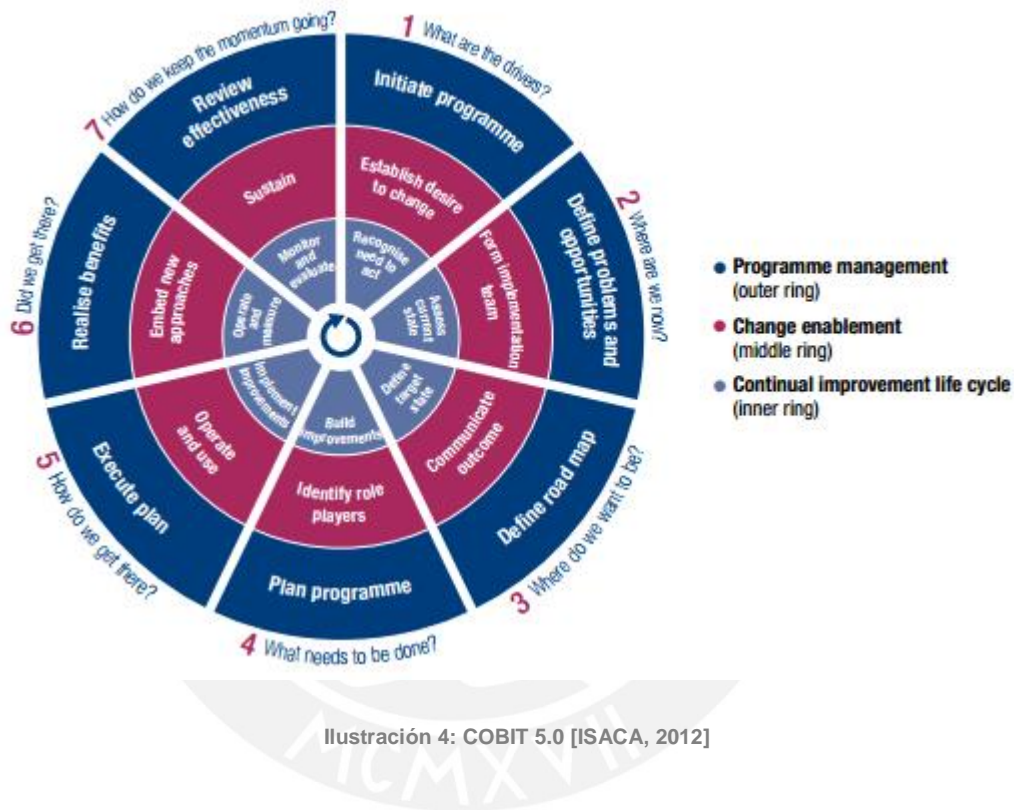 1 What are the drivers?
Initiate programme
Establish desire
to change
Recognise
need to
act
2 Where are we now?
Define problems and
opportunities
Form implementation
team
Assess
current
state
3 Where do we want to be?
Define road map
Communicate
outcome
Define
target
state
4 What needs to be done?
Plan programme
Identify role
players
Build
improvements
5 How do we get there?
Execute plan
Operate
and use
Implement
improvements
6 Did we get there?
Realise benefits
Embed new
approaches
Operate
and
measure
7 How do we keep the momentum going?
Review
effectiveness
Sustain
Monitor
and
evaluate
Programme management
(outer ring)
Change enablement
(middle ring)
Continual improvement life cycle
(inner ring)
Ilustración 4: COBIT 5.0 [ISACA, 2012]
MCMXVII